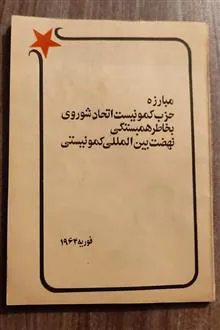 مبارزه
حزب کمونیست اتحاد شوروی
بخاطر همبستگی
نهضت بین المللی کمونیستی
فوریه ۱۹۶۳